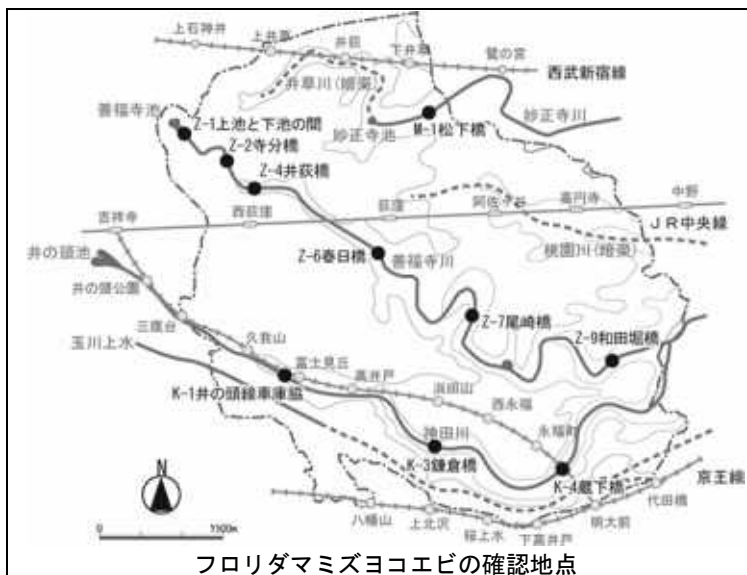 上石神井
上井草
井荻
下井草
鷺の宮
西武新宿線
井草川(暗渠)
善福寺池
Z-1上池と下池の間
妙正寺池
M-1松下橋
妙正寺川
Z-2寺分橋
Z-4井荻橋
吉祥寺
西荻窪
荻窪
阿佐ヶ谷
高円寺
中野
JR中央線
井の頭池
井の頭公園
Z-6春日橋
善福寺川
桃園川(暗渠)
三鷹台
玉川上水
久我山
富士見丘
Z-7尾崎橋
Z-9和田堀橋
K-1井の頭線車庫脇
高井戸
浜田山
西永福
永福町
神田川
K-3鎌倉橋
K-4蔵下橋
京王線
N
八幡山
上北沢
桜上水
下高井戸
明大前
代田橋
0
1100m
フロリダマミズヨコエビの確認地点